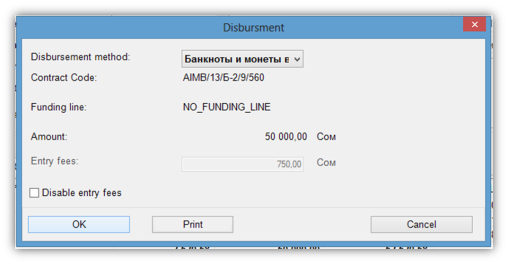 Disbursment
Disbursement method: Банкноты и монеты в
Contract Code: AIMB/13/Б-2/9/560
Funding line: NO_FUNDING_LINE
Amount: 50 000,00 Сом
Entry fees: 750,00 Сом
Disable entry fees
OK Print Cancel